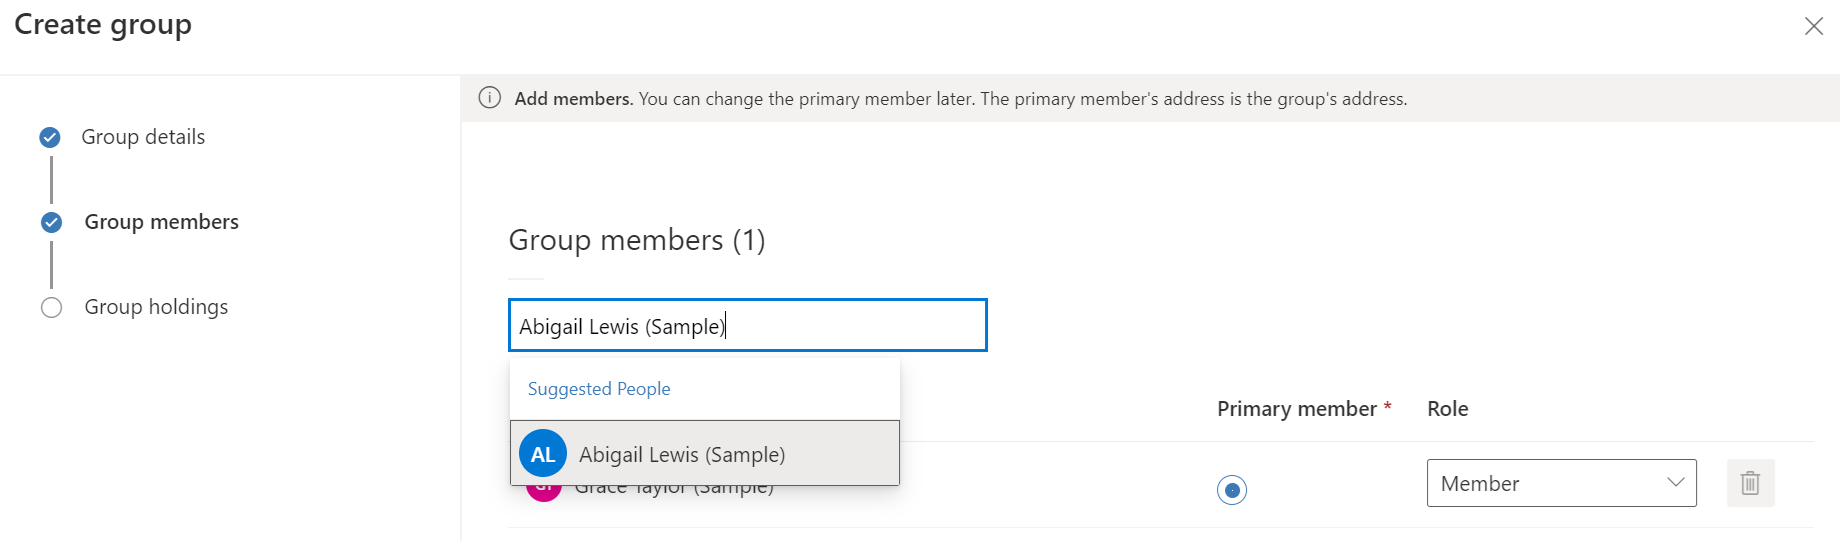 Create group
Add members. You can change the primary member later. The primary member's address is the group's address.
Group details
Group members
Group holdings
Group members (1)
Abigail Lewis (Sample)
Suggested People
Primary member * Role
AL Abigail Lewis (Sample)
Grace Taylor (Sample)
Member